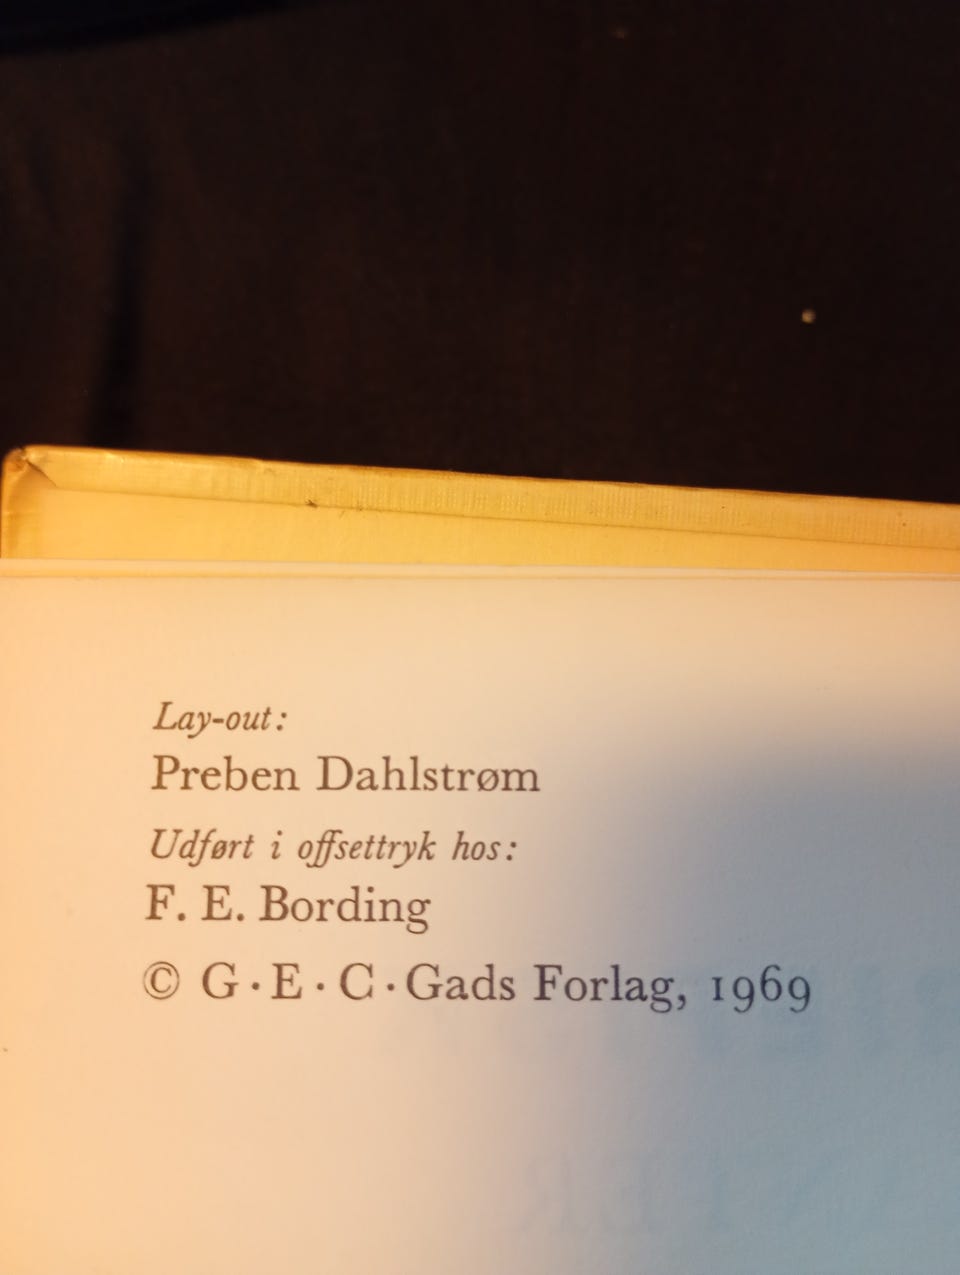 Lay-out:
Preben Dahlstrøm
Udført i offsettryk hos:
F. E. Bording
© G·E·C·Gads Forlag, 1969